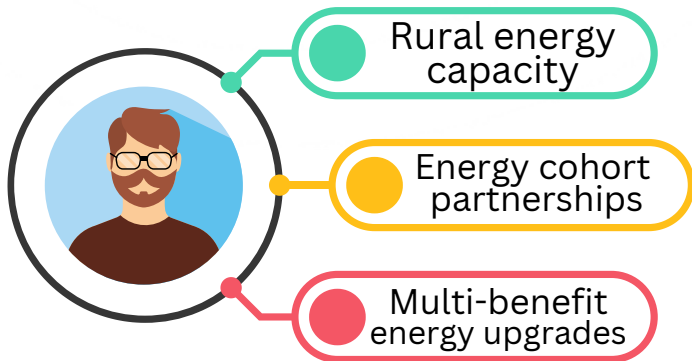 Rural energy
capacity
Energy cohort
partnerships
Multi-benefit
energy upgrades